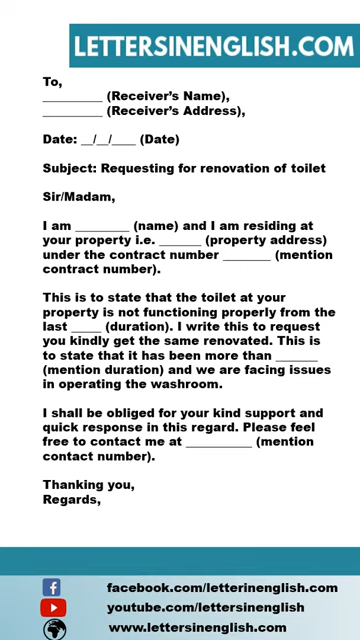 LETTERSINENGLISH.COM
To,
_________ (Receiver's Name),
_________ (Receiver's Address),
Date: __/__/____ (Date)
Subject: Requesting for renovation of toilet
Sir/Madam,
I am ________ (name) and I am residing at
your property i.e. ______ (property address)
under the contract number _______ (mention
contract number).
This is to state that the toilet at your
property is not functioning properly from the
last ____ (duration). I write this to request
you kindly get the same renovated. This is
to state that it has been more than ______
(mention duration) and we are facing issues
in operating the washroom.
I shall be obliged for your kind support and
quick response in this regard. Please feel
free to contact me at __________ (mention
contact number).
Thanking you,
Regards,
facebook.com/letterinenglish.com
youtube.com/lettersinenglish
www.lettersinenglish.com